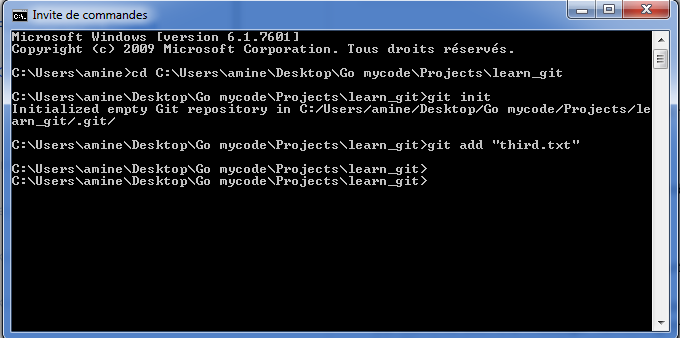 Invite de commandes
Microsoft Windows [version 6.1.7601]
Copyright (c) 2009 Microsoft Corporation. Tous droits réservés.
C:\Users\amine>cd C:\Users\amine\Desktop\Go mycode\Projects\learn_git
C:\Users\amine\Desktop\Go mycode\Projects\learn_git>git init
Initialized empty Git repository in C:/Users/amine/Desktop/Go mycode/Projects/le
arn_git/.git/
C:\Users\amine\Desktop\Go mycode\Projects\learn_git>git add "third.txt"
C:\Users\amine\Desktop\Go mycode\Projects\learn_git>
C:\Users\amine\Desktop\Go mycode\Projects\learn_git>